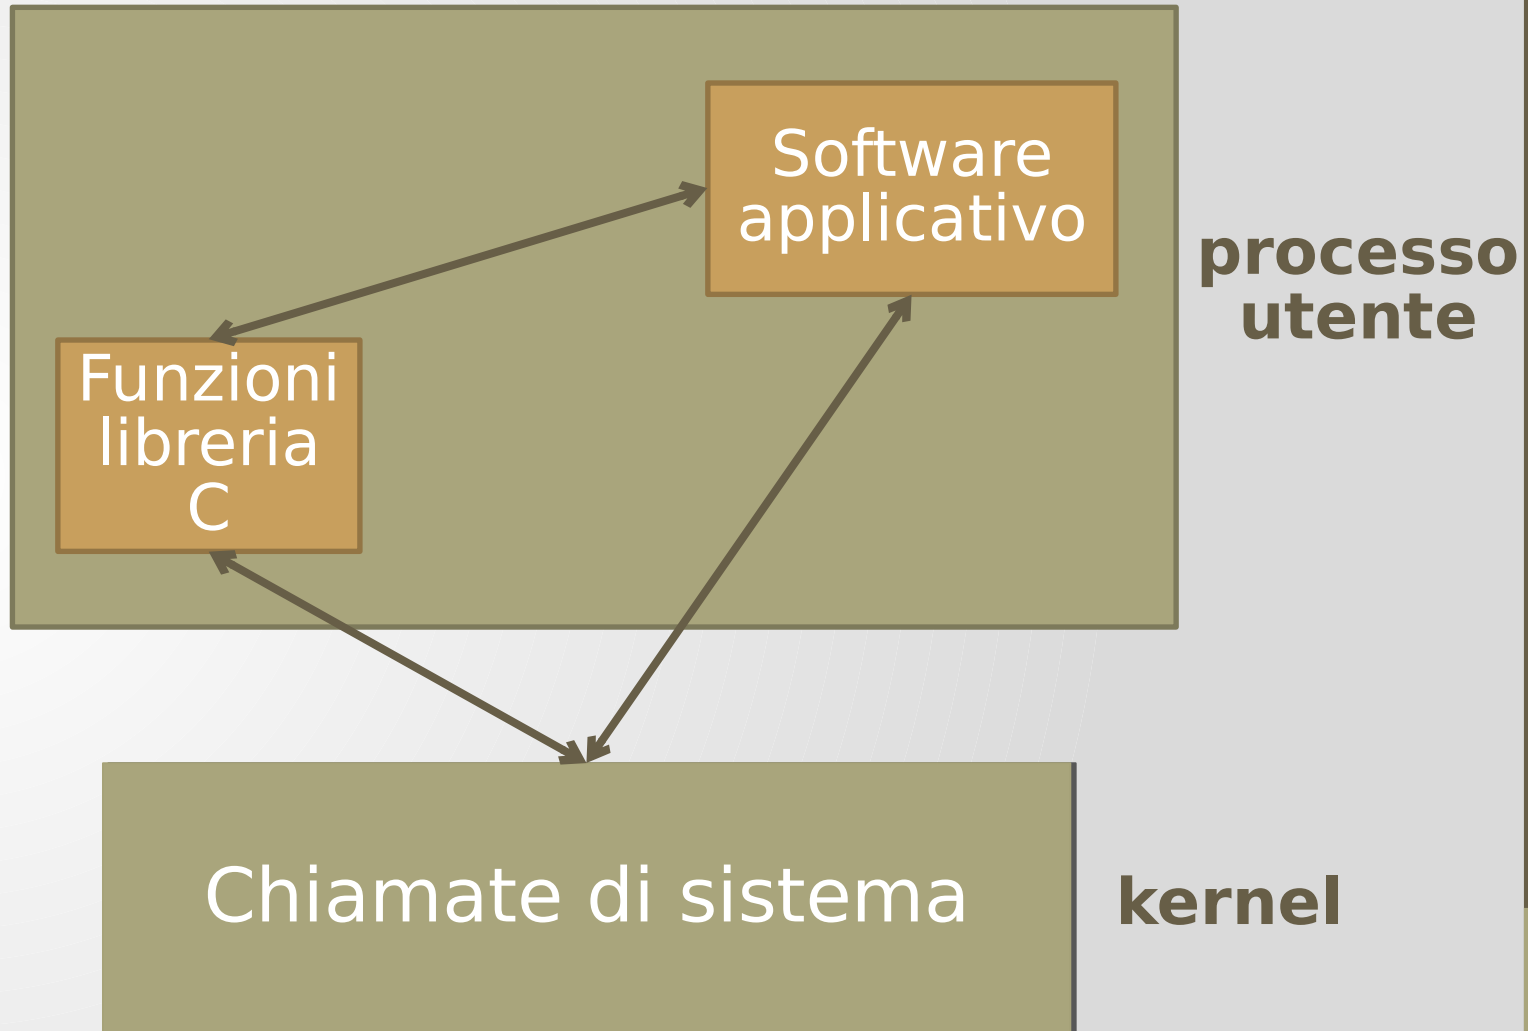 Software
applicativo
processo
utente
Funzioni
libreria
C
Chiamate di sistema
kernel